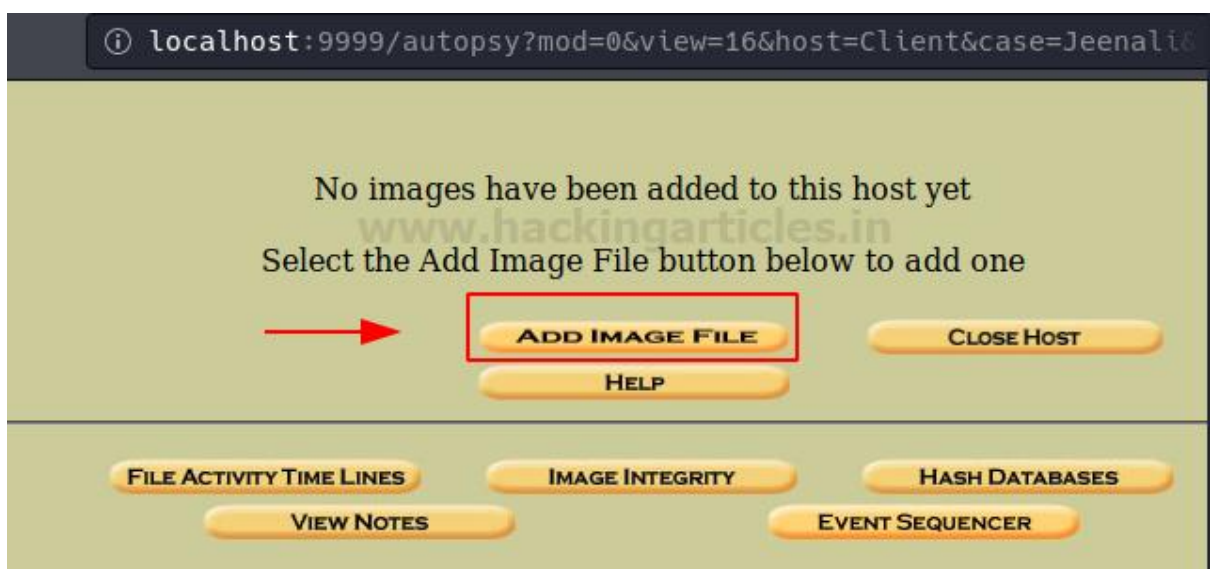 localhost:9999/autopsy?mod=0&view=16&host=Client&case=Jeenali&
No images have been added to this host yet
www.hackingarticles.in
Select the Add Image File button below to add one
ADD IMAGE FILE
CLOSE HOST
HELP
FILE ACTIVITY TIME LINES
IMAGE INTEGRITY
HASH DATABASES
VIEW NOTES
EVENT SEQUENCER